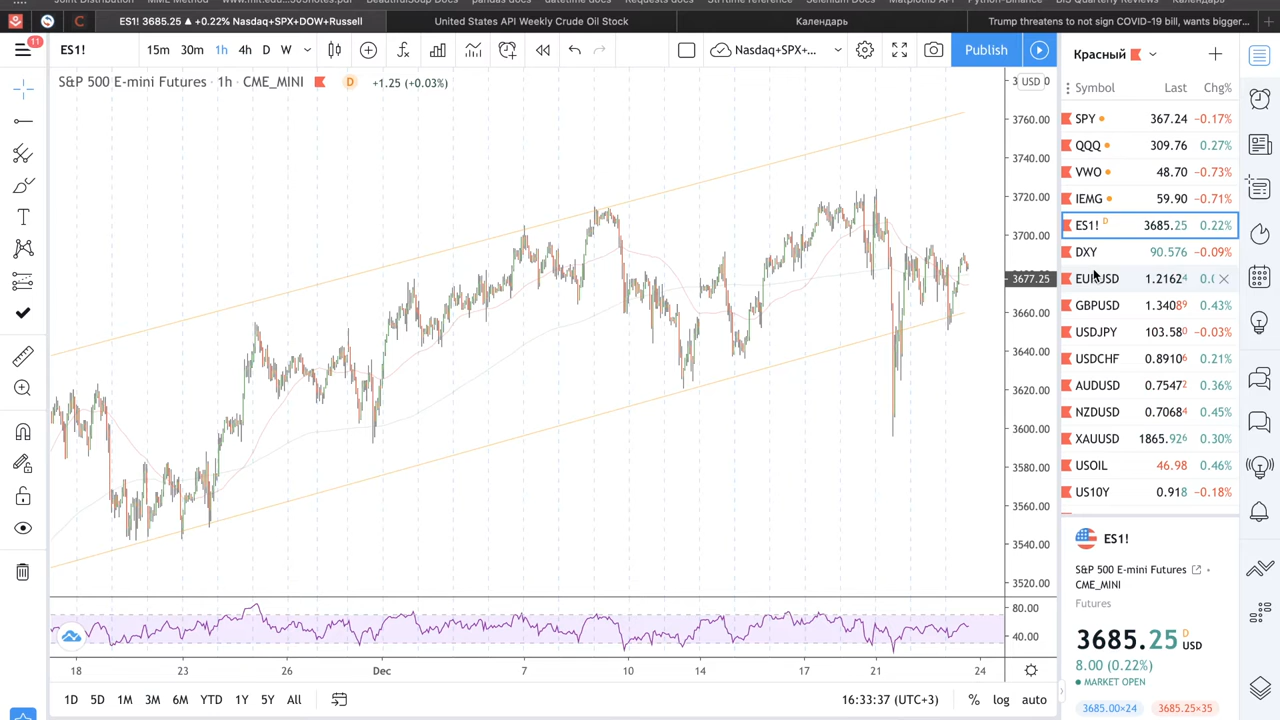 ES1! 3685.25 ▲ +0.22% Nasdaq+SPX+DOW+Russell
United States API Weekly Crude Oil Stock
Календарь
Trump threatens to not sign COVID-19 bill, wants bigger...
11
ES1!
15m 30m 1h 4h D W
Nasdaq+SPX+...
Publish
Красный
S&P 500 E-mini Futures · 1h · CME_MINI
D
+1.25 (+0.03%)
USD
3760.00
3740.00
3720.00
3700.00
3677.25
3660.00
3640.00
3620.00
3600.00
3580.00
3560.00
3540.00
3520.00
80.00
40.00
18 23 26 Dec 7 10 14 17 21 24
1D 5D 1M 3M 6M YTD 1Y 5Y All
16:33:37 (UTC+3)
% log auto
Symbol Last Chg%
SPY 367.24 −0.17%
QQQ 309.76 0.27%
VWO 48.70 −0.73%
IEMG 59.90 −0.71%
ES1! D 3685.25 0.22%
DXY 90.576 −0.09%
EURUSD 1.21624
GBPUSD 1.34089 0.43%
USDJPY 103.580 −0.03%
USDCHF 0.89106 0.21%
AUDUSD 0.75472 0.36%
NZDUSD 0.70684 0.45%
XAUUSD 1865.926 0.30%
USOIL 46.98 0.46%
US10Y 0.918 −0.18%
ES1!
S&P 500 E-mini Futures
CME_MINI
Futures
3685.25 D USD
8.00 (0.22%)
MARKET OPEN
3685.00×24 3685.25×35